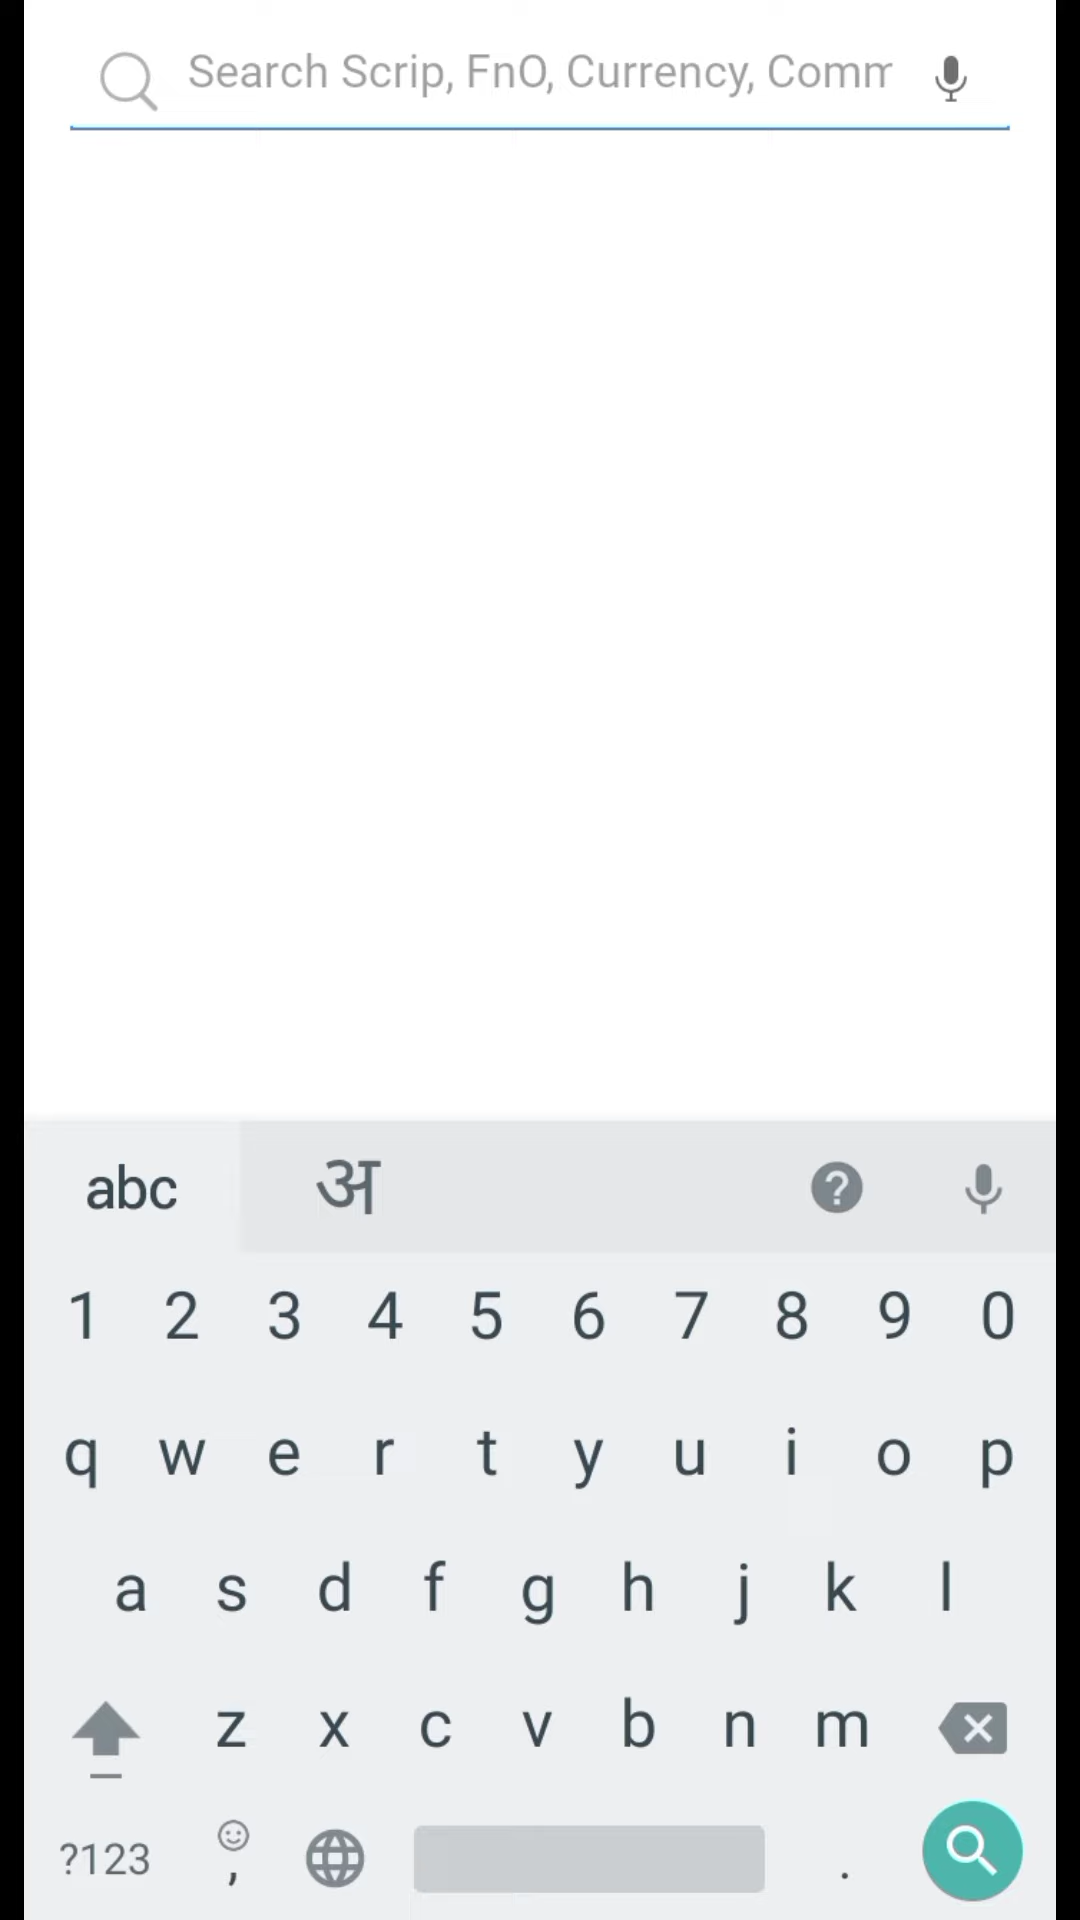 Search Scrip, FnO, Currency, Comm
abc अ
1 2 3 4 5 6 7 8 9 0
q w e r t y u i o p
a s d f g h j k l
z x c v b n m
?123 , .